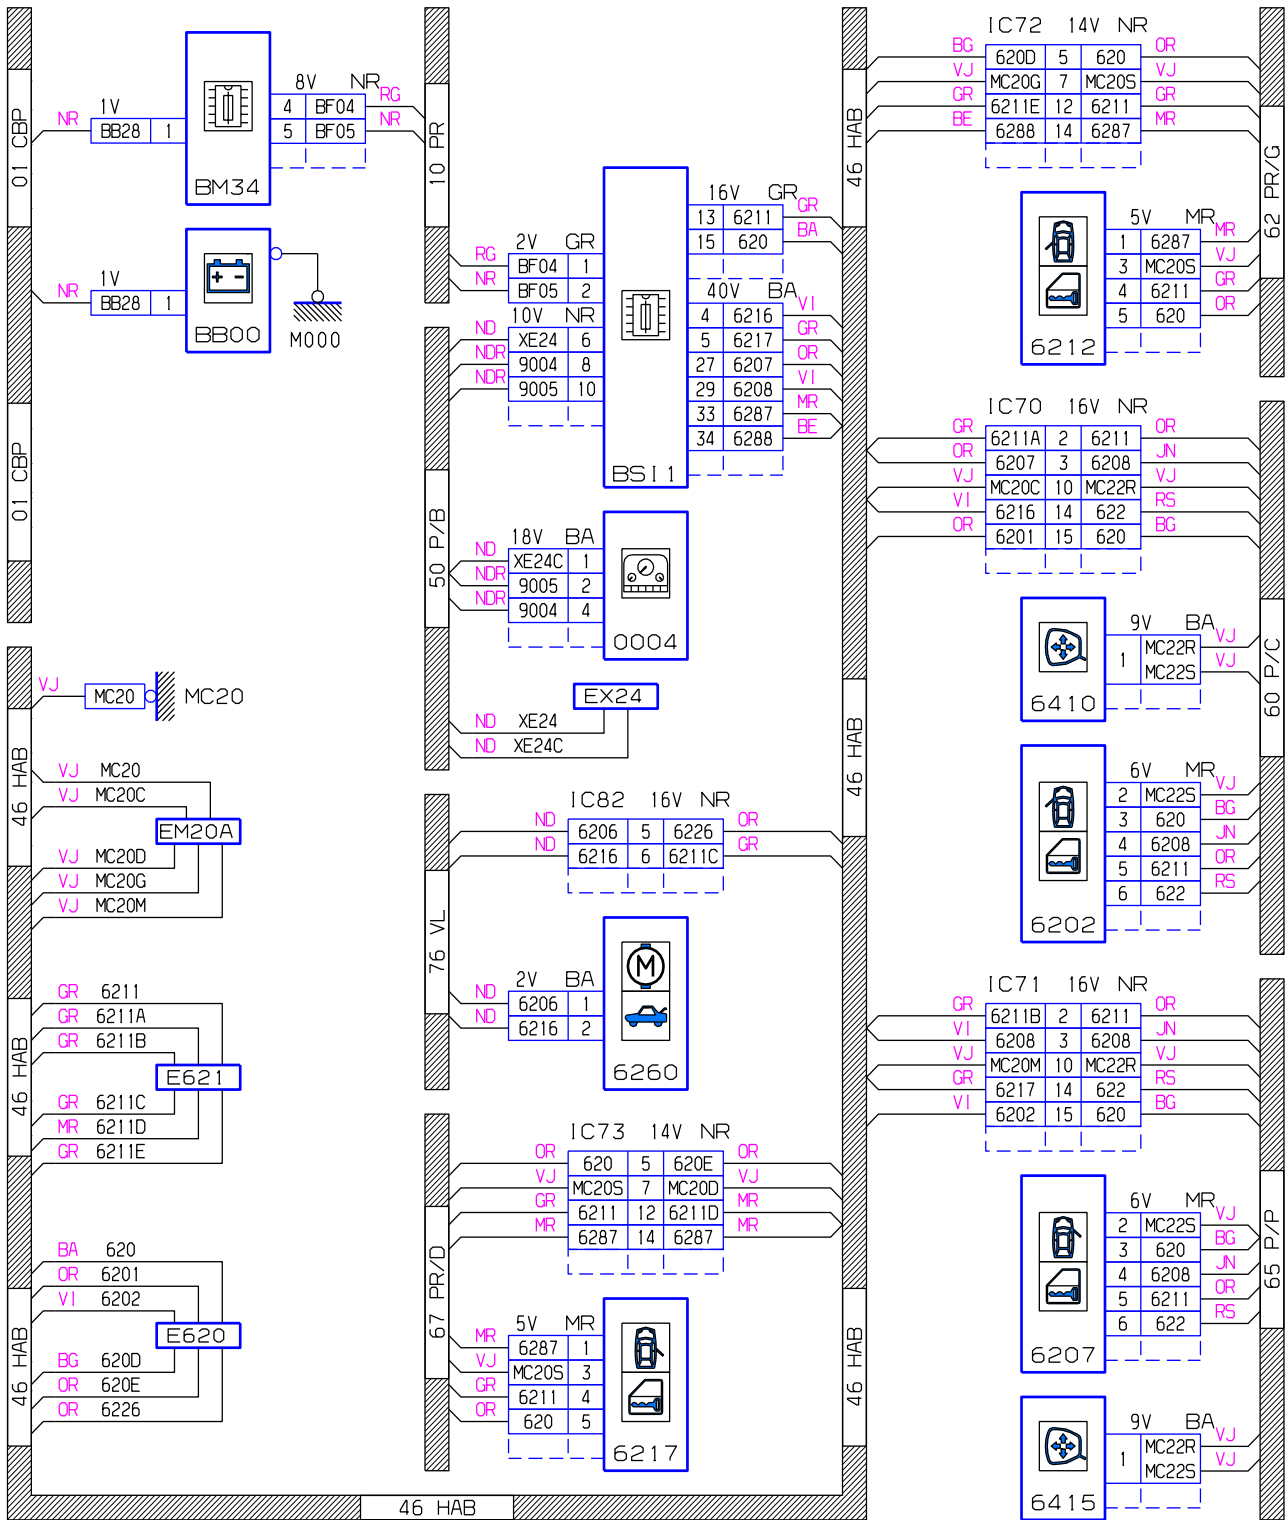 01 CBP
1V
NR BB28 1
BM34
8V NR
4 BF04 RG
5 BF05 NR
10 PR
1V
NR BB28 1
BB00
M000
01 CBP
16V GR
13 6211 GR
15 620 BA
2V GR
RG BF04 1
NR BF05 2
10V NR
ND XE24 6
NDR 9004 8
NDR 9005 10
40V BA
4 6216 VI
5 6217 GR
27 6207 OR
29 6208 VI
33 6287 MR
34 6288 BE
BSI1
50 P/B
18V BA
ND XE24C 1
NDR 9005 2
NDR 9004 4
0004
EX24
ND XE24
ND XE24C
46 HAB
IC72 14V NR
BG 620D 5 620 OR
VJ MC20G 7 MC20S VJ
GR 6211E 12 6211 GR
BE 6288 14 6287 MR
62 PR/G
5V MR
1 6287 MR
3 MC20S VJ
4 6211 GR
5 620 OR
6212
IC70 16V NR
GR 6211A 2 6211 OR
OR 6207 3 6208 JN
VJ MC20C 10 MC22R VJ
VI 6216 14 622 RS
OR 6201 15 620 BG
9V BA
1 MC22R VJ
MC22S VJ
6410
60 P/C
6V MR
2 MC22S VJ
3 620 BG
4 6208 JN
5 6211 OR
6 622 RS
6202
46 HAB
VJ MC20 MC20
46 HAB
VJ MC20
VJ MC20C
EM20A
VJ MC20D
VJ MC20G
VJ MC20M
IC82 16V NR
ND 6206 5 6226 OR
ND 6216 6 6211C GR
76 VL
2V BA
ND 6206 1
ND 6216 2
M
6260
46 HAB
GR 6211
GR 6211A
GR 6211B
E621
GR 6211C
MR 6211D
GR 6211E
IC71 16V NR
GR 6211B 2 6211 OR
VI 6208 3 6208 JN
VJ MC20M 10 MC22R VJ
GR 6217 14 622 RS
VI 6202 15 620 BG
IC73 14V NR
OR 620 5 620E OR
VJ MC20S 7 MC20D VJ
GR 6211 12 6211D MR
MR 6287 14 6287 MR
67 PR/D
5V MR
MR 6287 1
VJ MC20S 3
GR 6211 4
OR 620 5
6217
46 HAB
BA 620
OR 6201
VI 6202
E620
BG 620D
OR 620E
OR 6226
46 HAB
6V MR
2 MC22S VJ
3 620 BG
4 6208 JN
5 6211 OR
6 622 RS
6207
65 P/P
9V BA
1 MC22R VJ
MC22S VJ
6415
46 HAB